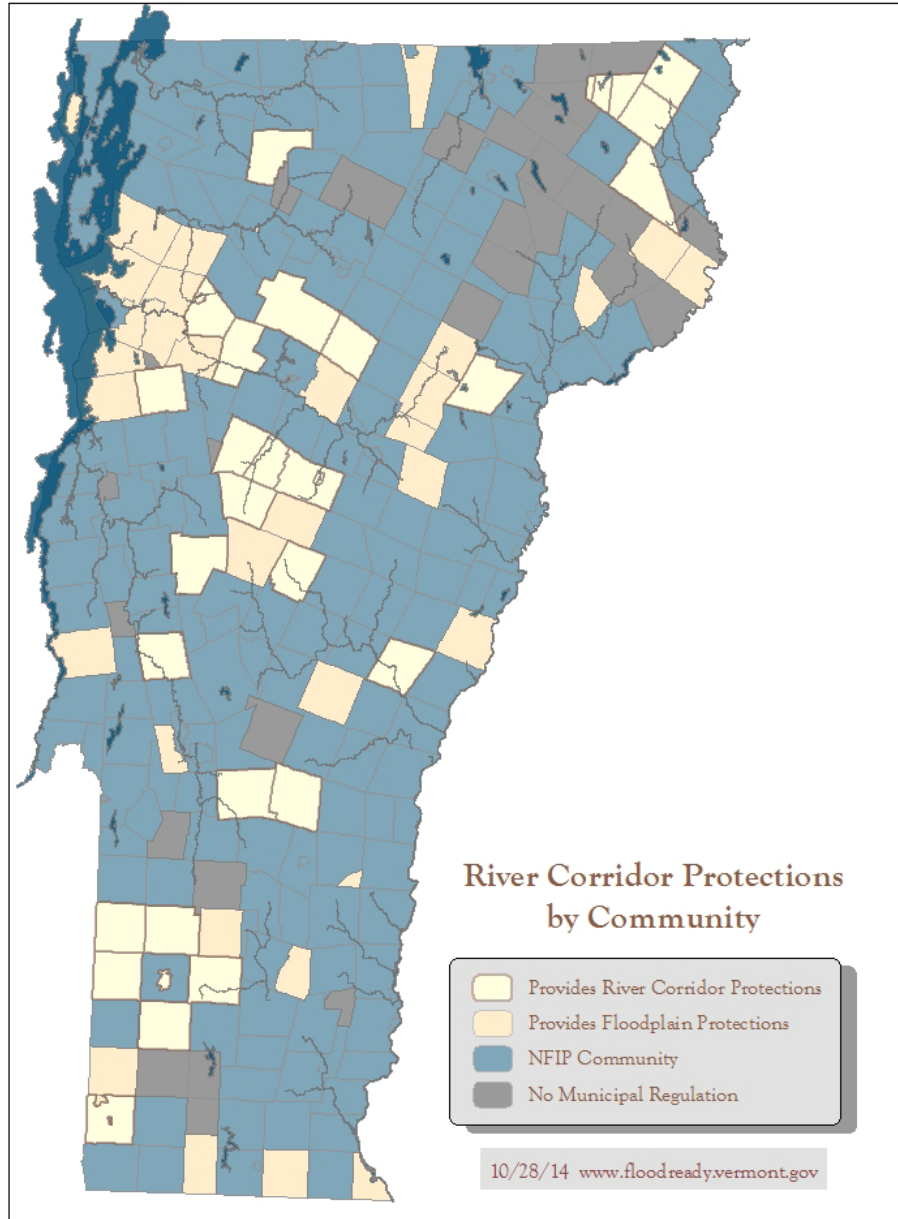 River Corridor Protections
by Community
Provides River Corridor Protections
Provides Floodplain Protections
NFIP Community
No Municipal Regulation
10/28/14 www.floodready.vermont.gov